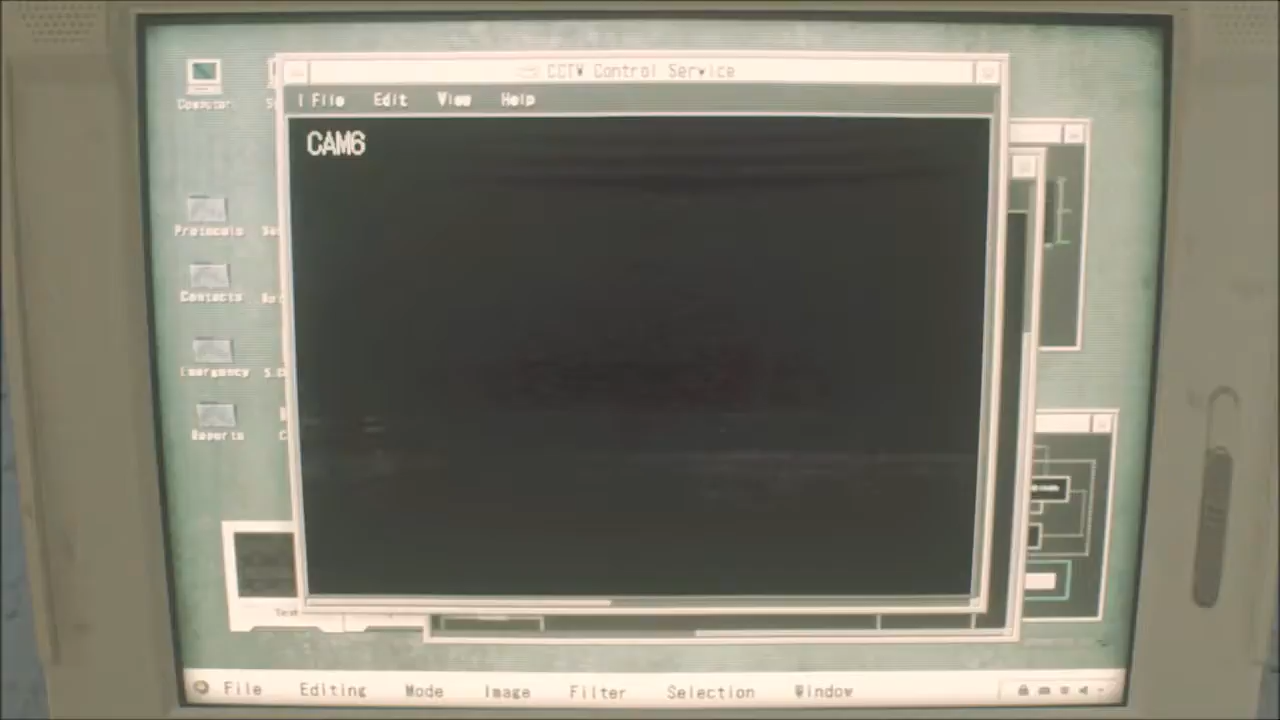 CCTV Control Service
File Edit View Help
CAM6
Computer
Protocols
Contacts
Emergency
Reports
File Editing Mode Image Filter Selection Window